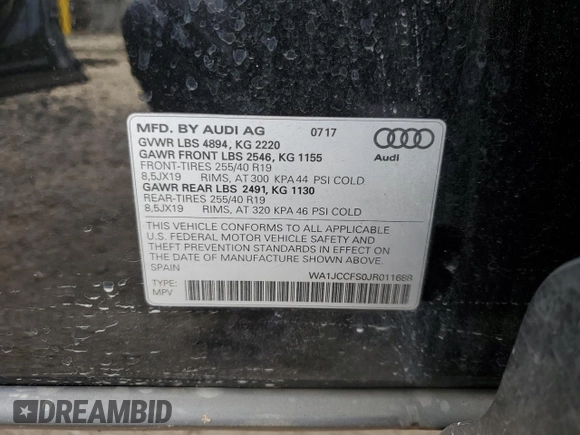 MFD. BY AUDI AG 0717
GVWR LBS 4894, KG 2220
GAWR FRONT LBS 2546, KG 1155
FRONT-TIRES 255/40 R19
8,5JX19 RIMS, AT 300 KPA 44 PSI COLD
GAWR REAR LBS 2491, KG 1130
REAR-TIRES 255/40 R19
8,5JX19 RIMS, AT 320 KPA 46 PSI COLD
Audi
THIS VEHICLE CONFORMS TO ALL APPLICABLE
U.S. FEDERAL MOTOR VEHICLE SAFETY AND
THEFT PREVENTION STANDARDS IN EFFECT ON
THE DATE OF MANUFACTURE SHOWN ABOVE.
SPAIN
WA1JCCFS0JR011688
TYPE:
MPV
DREAMBID